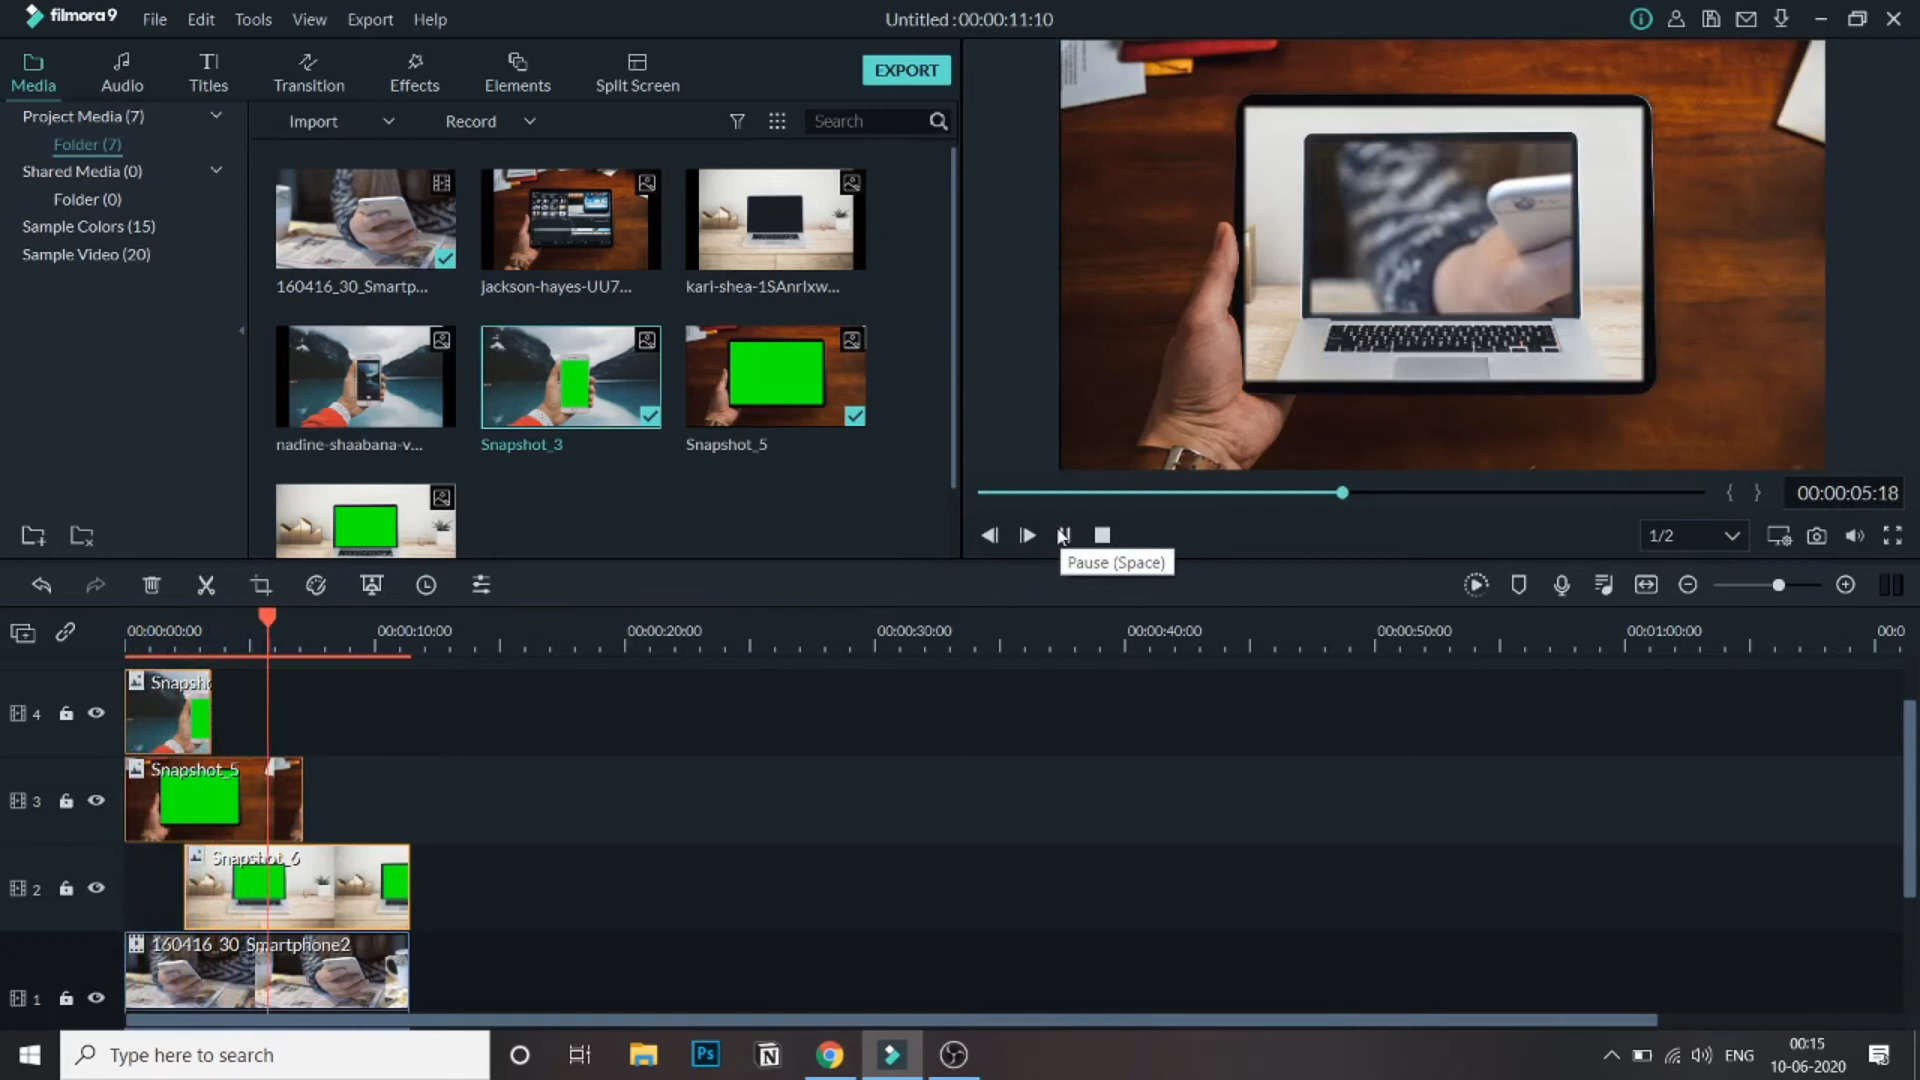 filmora9
File Edit Tools View Export Help
Untitled : 00:00:11:10
Media Audio Titles Transition Effects Elements Split Screen
EXPORT
Project Media (7)
Folder (7)
Shared Media (0)
Folder (0)
Sample Colors (15)
Sample Video (20)
Import Record Search
160416_30_Smartp... jackson-hayes-UU7... karl-shea-1SAnrIxw...
nadine-shaabana-v... Snapshot_3 Snapshot_5
{ } 00:00:05:18
1/2
Pause (Space)
00:00:00:00 00:00:10:00 00:00:20:00 00:00:30:00 00:00:40:00 00:00:50:00 00:01:00:00 00:0
4 Snapsh
3 Snapshot_5
2 Snapshot_6
1 160416_30_Smartphone2
Type here to search
Ps
N
ENG
00:15
10-06-2020